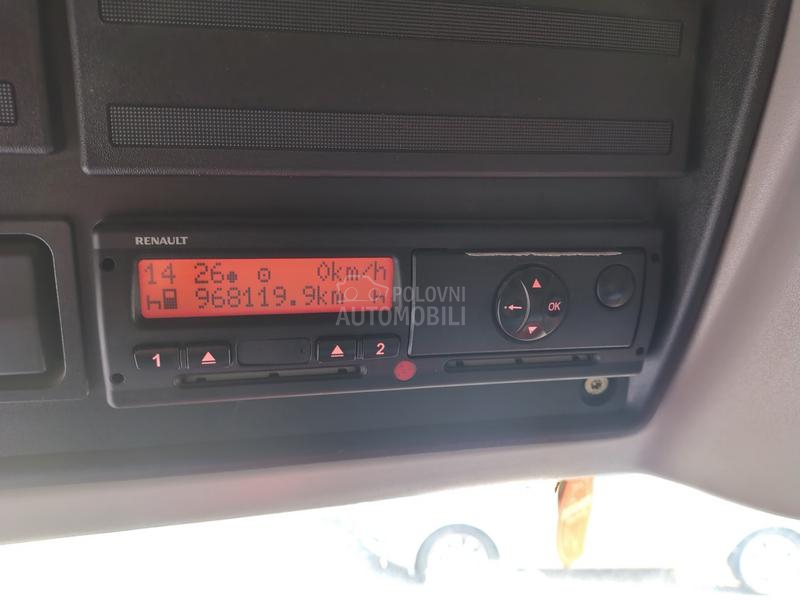 RENAULT
14 26 0km/h
968119.9km
POLOVNI
AUTOMOBILI
1 2
OK